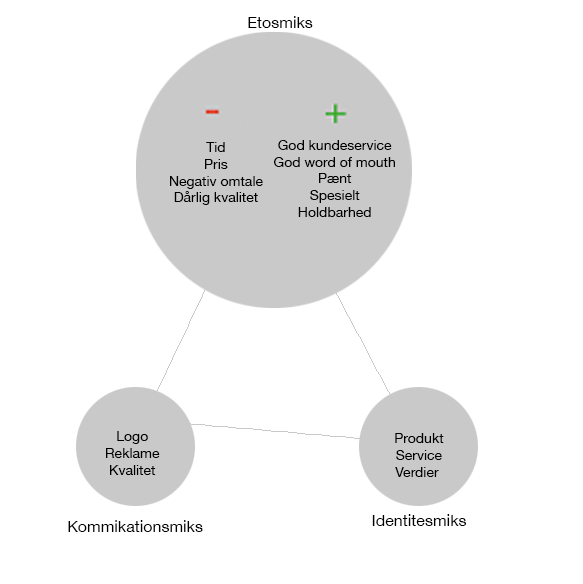 Etosmiks
-
Tid
Pris
Negativ omtale
Dårlig kvalitet
+
God kundeservice
God word of mouth
Pænt
Spesielt
Holdbarhed
Logo
Reklame
Kvalitet
Kommikationsmiks
Produkt
Service
Verdier
Identitesmiks